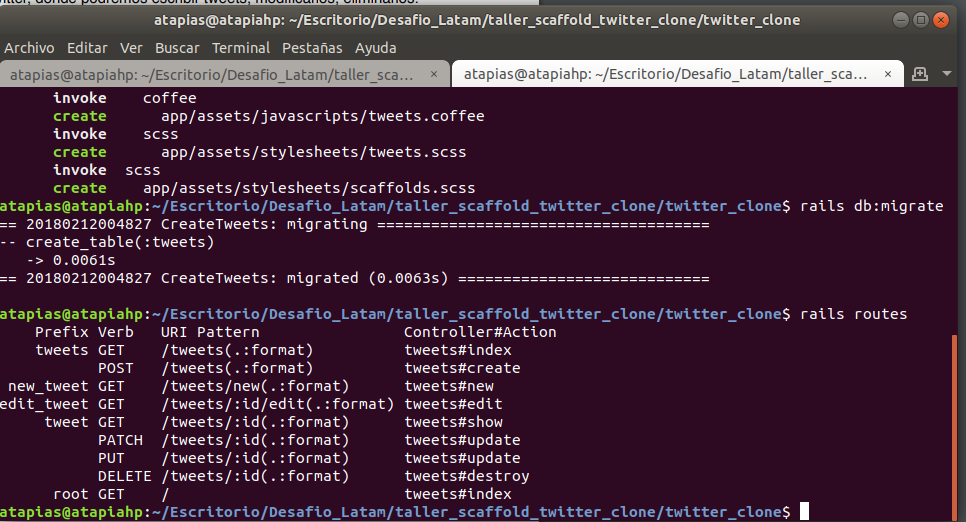 itter, donde podremos escribir tweets, modificarlos, eliminarlos.
atapias@atapiahp: ~/Escritorio/Desafio_Latam/taller_scaffold_twitter_clone/twitter_clone
Archivo Editar Ver Buscar Terminal Pestañas Ayuda
atapias@atapiahp: ~/Escritorio/Desafio_Latam/taller_sca... × atapias@atapiahp: ~/Escritorio/Desafio_Latam/taller_sca... ×
invoke coffee
create app/assets/javascripts/tweets.coffee
invoke scss
create app/assets/stylesheets/tweets.scss
invoke scss
create app/assets/stylesheets/scaffolds.scss
atapias@atapiahp:~/Escritorio/Desafio_Latam/taller_scaffold_twitter_clone/twitter_clone$ rails db:migrate
== 20180212004827 CreateTweets: migrating =====================================
-- create_table(:tweets)
-> 0.0061s
== 20180212004827 CreateTweets: migrated (0.0063s) ============================
atapias@atapiahp:~/Escritorio/Desafio_Latam/taller_scaffold_twitter_clone/twitter_clone$ rails routes
Prefix Verb URI Pattern Controller#Action
tweets GET /tweets(.:format) tweets#index
POST /tweets(.:format) tweets#create
new_tweet GET /tweets/new(.:format) tweets#new
edit_tweet GET /tweets/:id/edit(.:format) tweets#edit
tweet GET /tweets/:id(.:format) tweets#show
PATCH /tweets/:id(.:format) tweets#update
PUT /tweets/:id(.:format) tweets#update
DELETE /tweets/:id(.:format) tweets#destroy
root GET / tweets#index
atapias@atapiahp:~/Escritorio/Desafio_Latam/taller_scaffold_twitter_clone/twitter_clone$